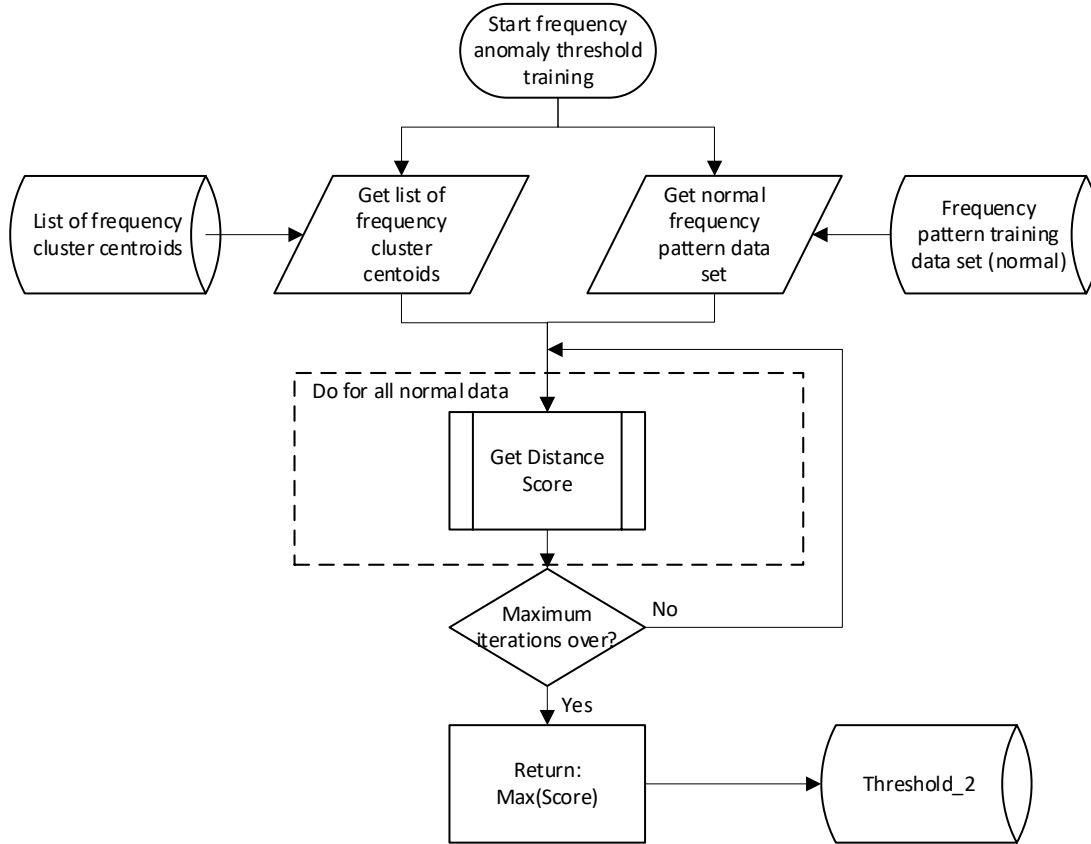 Start frequency
anomaly threshold
training
List of frequency
cluster centroids
Get list of
frequency
cluster
centoids
Get normal
frequency
pattern data
set
Frequency
pattern training
data set (normal)
Do for all normal data
Get Distance
Score
Maximum
iterations over?
No
Yes
Return:
Max(Score)
Threshold_2